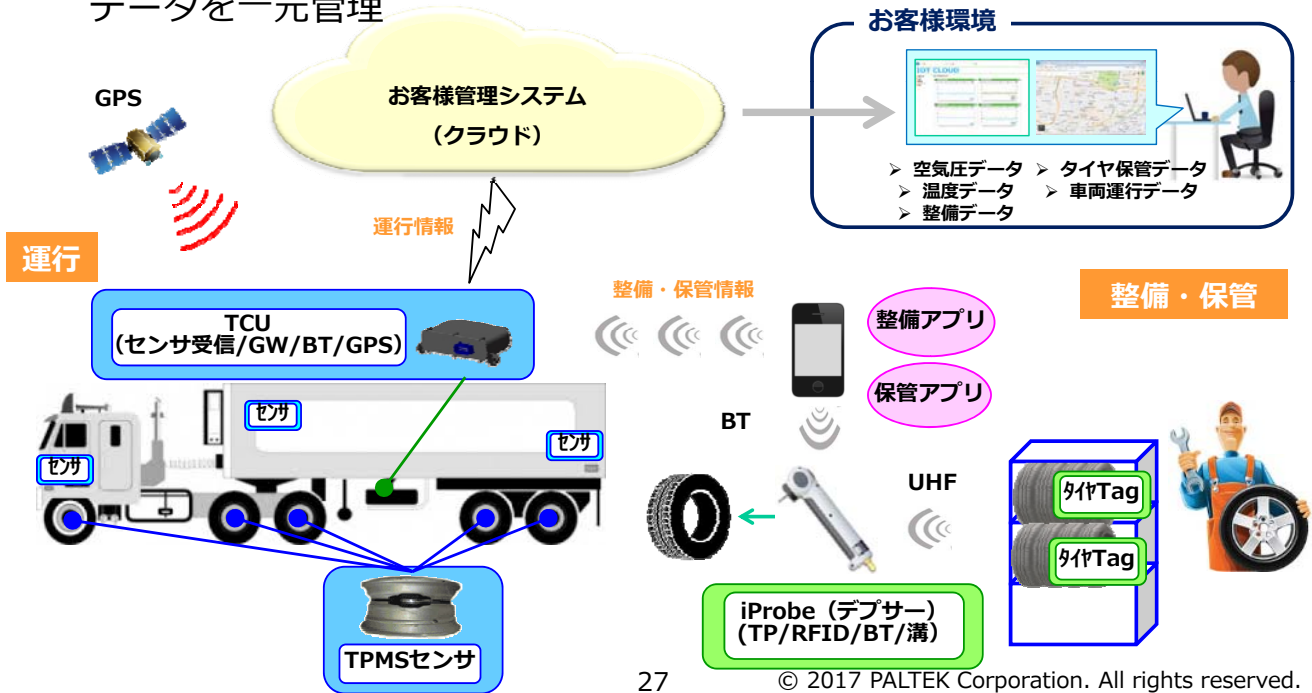 データを一元管理
お客様環境
GPS
お客様管理システム
（クラウド）
IOT CLOUD
➢ 空気圧データ ➢ タイヤ保管データ
➢ 温度データ ➢ 車両運行データ
➢ 整備データ
運行情報
運行
整備・保管情報
整備・保管
TCU
（センサ受信/GW/BT/GPS）
整備アプリ
保管アプリ
BT
センサ
センサ
センサ
UHF
タイヤTag
タイヤTag
iProbe（デプサー）
(TP/RFID/BT/溝）
TPMSセンサ
27
© 2017 PALTEK Corporation. All rights reserved.